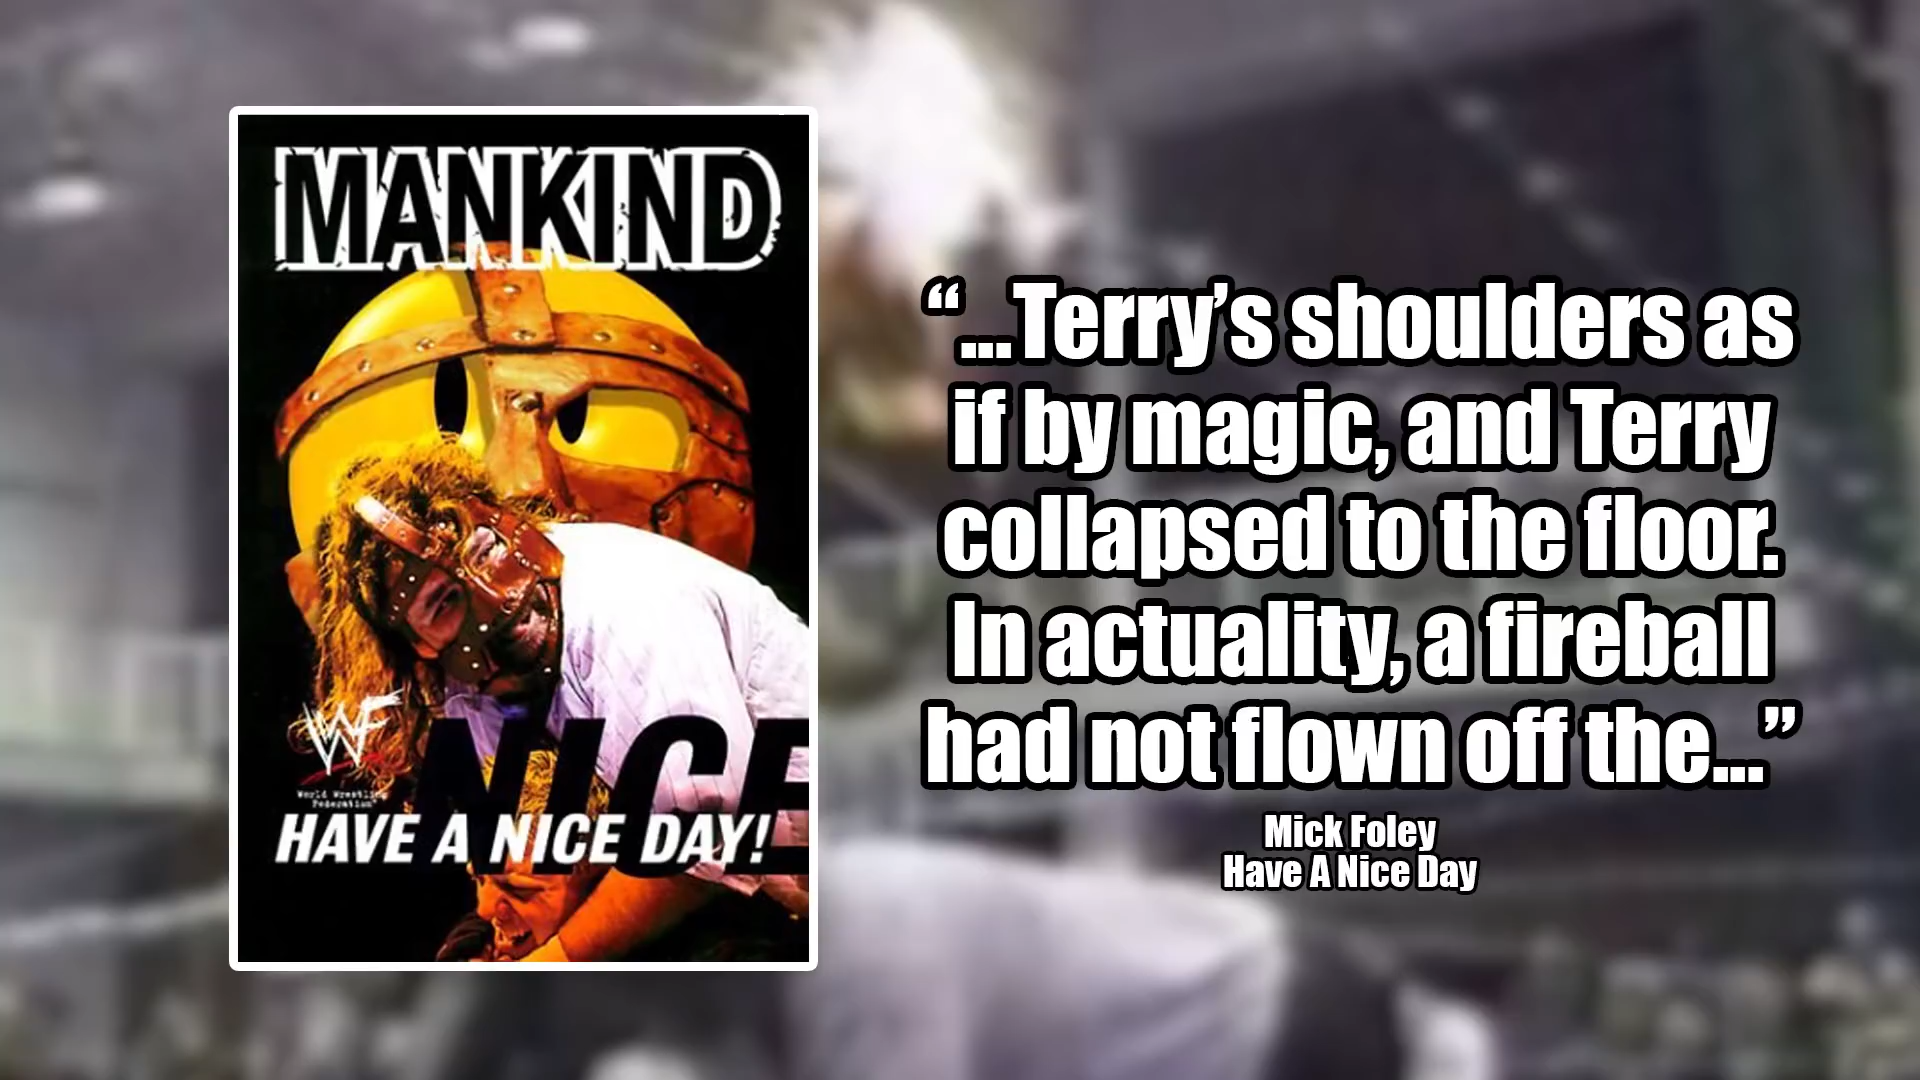 MANKIND
WF
World Wrestling
Federation
NICE
HAVE A NICE DAY!
“...Terry’s shoulders as
if by magic, and Terry
collapsed to the floor.
In actuality, a fireball
had not flown off the...”
Mick Foley
Have A Nice Day